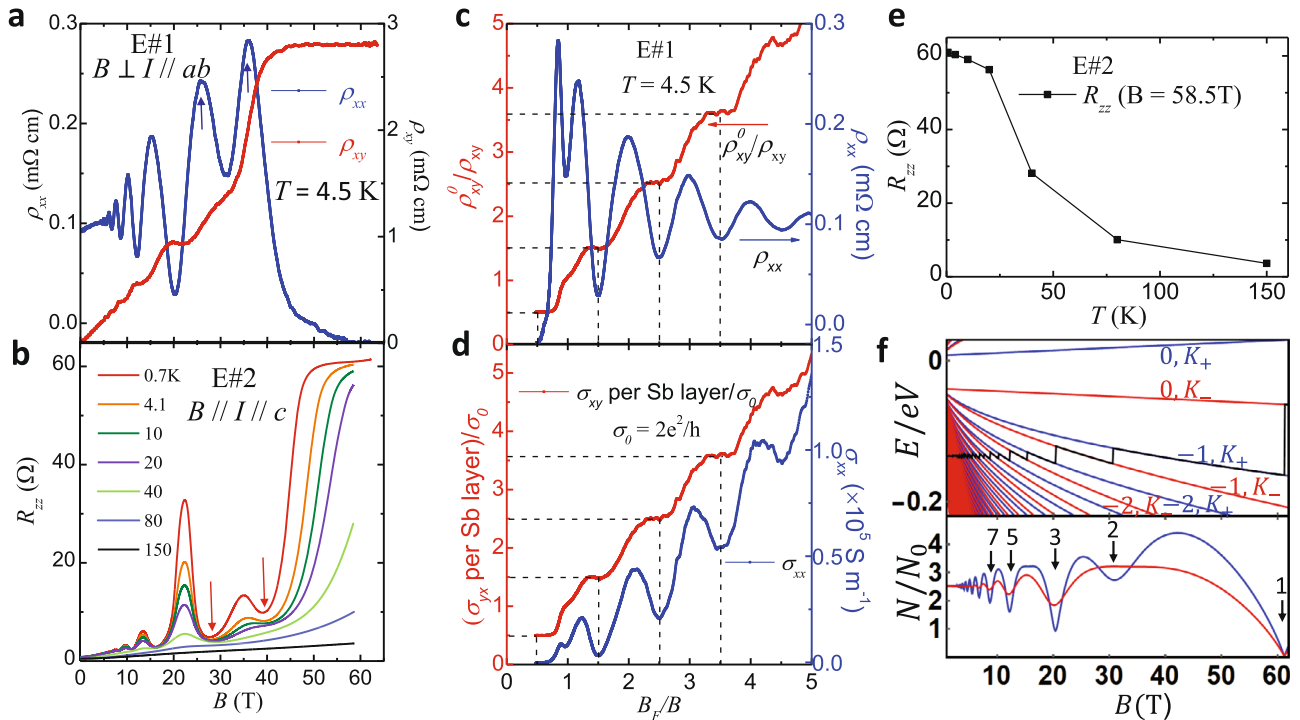 a
E#1
B ⊥ I // ab
ρxx
ρxy
T = 4.5 K
0.3
0.2
0.1
0.0
ρxx (mΩ cm)
3
2
1
0
ρxy (mΩ cm)
b
E#2
B // I // c
0.7K
4.1
10
20
40
80
150
60
40
20
0
Rzz (Ω)
0 10 20 30 40 50 60
B (T)
c
E#1
T = 4.5 K
ρ⁰xy/ρxy
ρxx
5
4
3
2
1
0
ρ⁰xy/ρxy
0.3
0.2
0.1
0.0
ρxx (mΩ cm)
d
σxy per Sb layer/σ0
σ0 = 2e²/h
σxx
5
4
3
2
1
0
(σyx per Sb layer)/σ0
1.5
1.0
0.5
0.0
σxx (×10⁵ S m⁻¹)
0 1 2 3 4 5
BF/B
e
E#2
Rzz (B = 58.5T)
60
40
20
0
Rzz (Ω)
0 50 100 150
T (K)
f
0
-0.2
E/eV
0, K+
0, K−
−1, K+
−1, K−
−2, K−
−2, K+
4
3
2
1
N/N0
7 5 3 2 1
10 20 30 40 50 60
B(T)